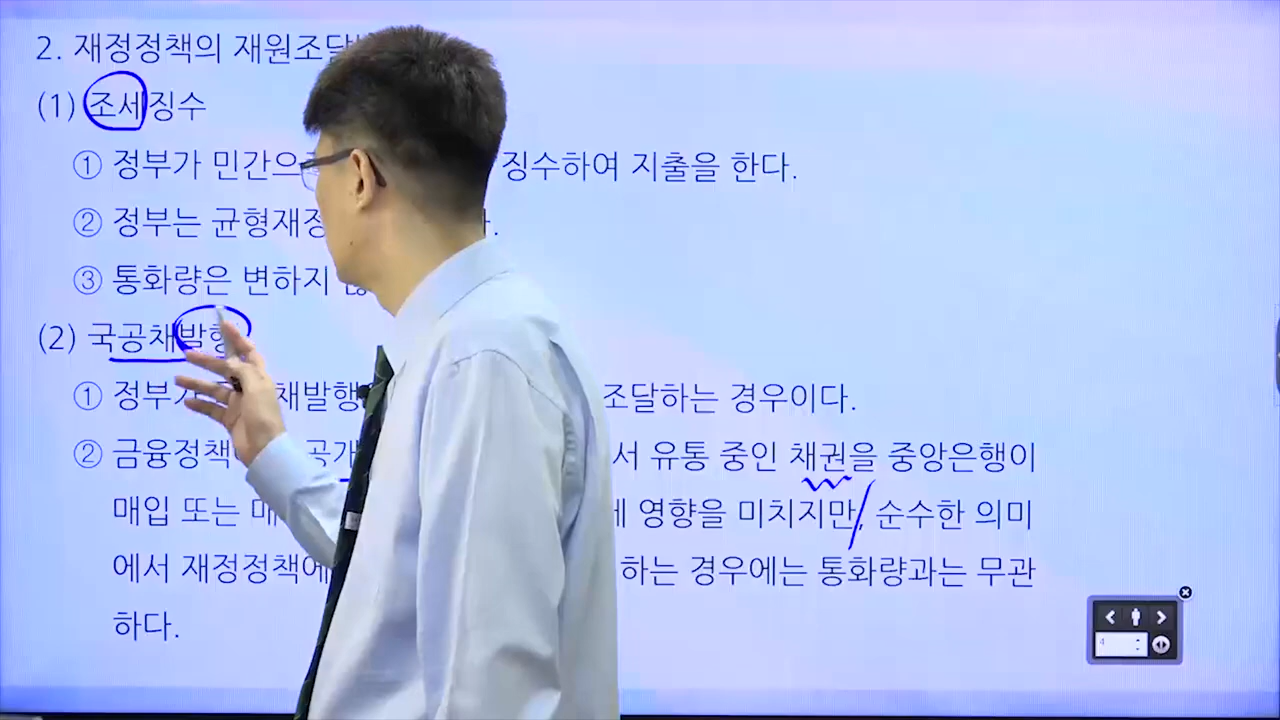 2. 재정정책의 재원조달
(1) 조세징수
① 정부가 민간으 징수하여 지출을 한다.
② 정부는 균형재정
③ 통화량은 변하지
(2) 국공채발행
① 정부가 채발행 조달하는 경우이다.
② 금융정책 공개 서 유통 중인 채권을 중앙은행이
매입 또는 매 영향을 미치지만, 순수한 의미
에서 재정정책에 하는 경우에는 통화량과는 무관
하다.
4